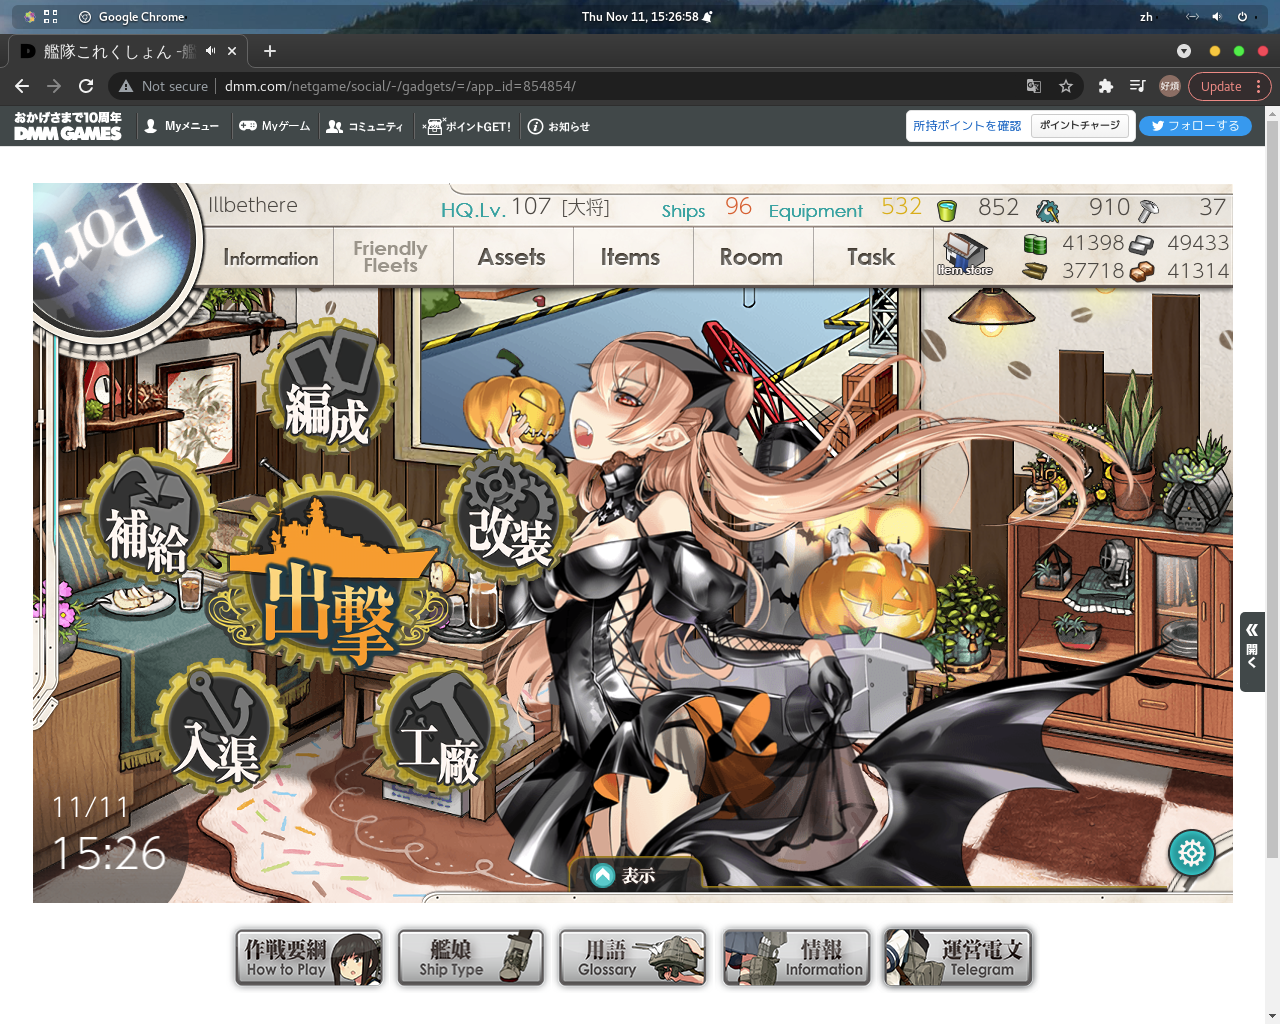 Google Chrome
Thu Nov 11, 15:26:58
zh
艦隊これくしょん -艦
Not secure
dmm.com/netgame/social/-/gadgets/=/app_id=854854/
好煩
Update
おかげさまで10周年
DMM GAMES
Myメニュー
Myゲーム
コミュニティ
ポイントGET!
お知らせ
所持ポイントを確認
ポイントチャージ
フォローする
Port
Illbethere
HQ.Lv. 107 [大将]
Ships 96
Equipment 532
852
910
37
Information
Friendly
Fleets
Assets
Items
Room
Task
Item store
41398
49433
37718
41314
編成
補給
改装
出撃
入渠
工廠
11/11
15:26
表示
開
作戦要綱
How to Play
艦娘
Ship Type
用語
Glossary
情報
Information
運営電文
Telegram